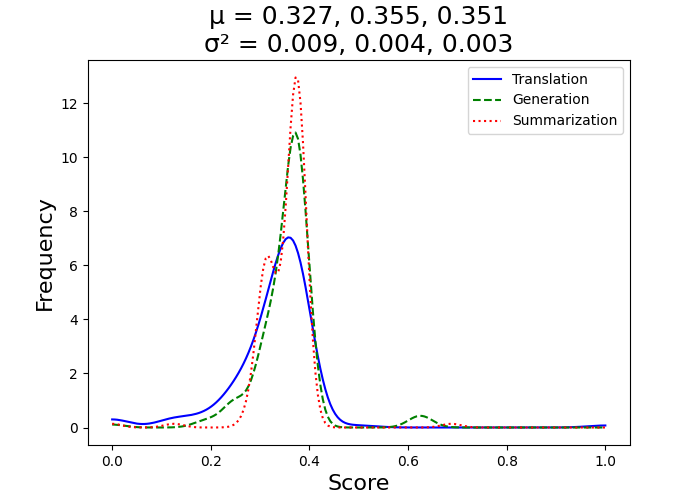 μ = 0.327, 0.355, 0.351
σ² = 0.009, 0.004, 0.003
Translation
Generation
Summarization
Frequency
12
10
8
6
4
2
0
0.0 0.2 0.4 0.6 0.8 1.0
Score